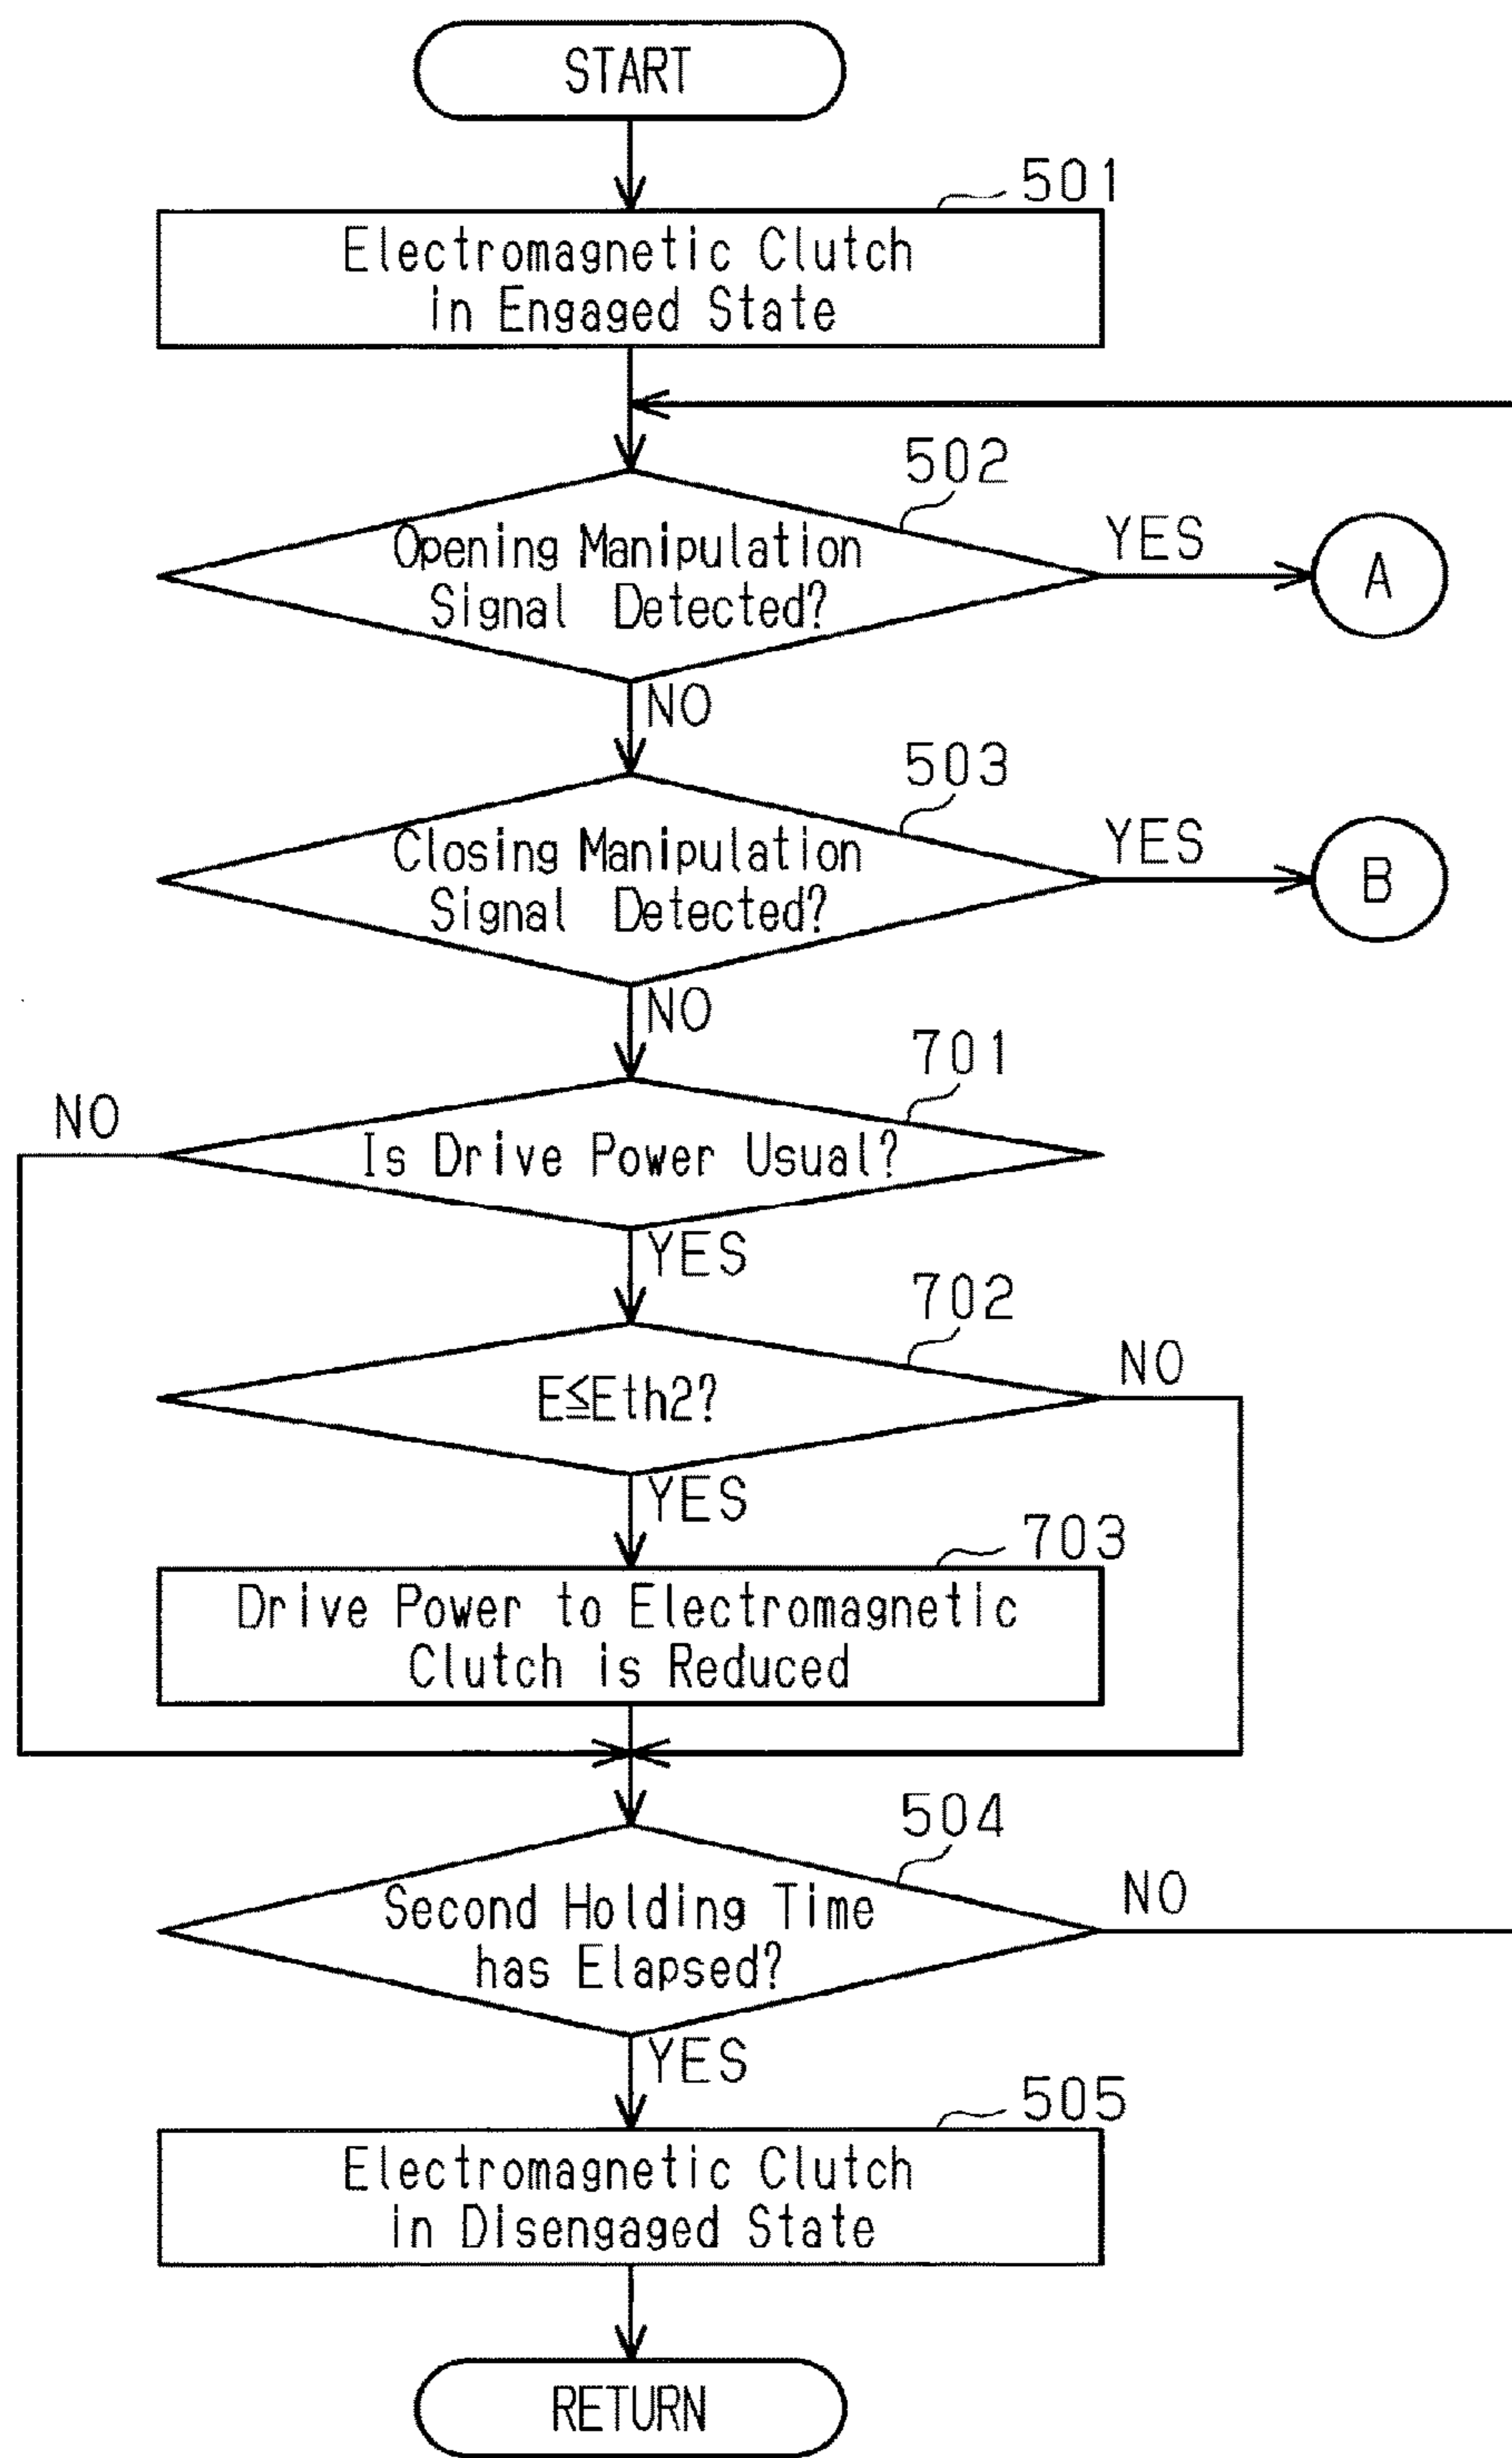 START
501
Electromagnetic Clutch
in Engaged State
502
Opening Manipulation
Signal Detected?
YES
A
NO
503
Closing Manipulation
Signal Detected?
YES
B
NO
701
NO
Is Drive Power Usual?
YES
702
E≦Eth2?
NO
YES
703
Drive Power to Electromagnetic
Clutch is Reduced
504
Second Holding Time
has Elapsed?
NO
YES
505
Electromagnetic Clutch
in Disengaged State
RETURN